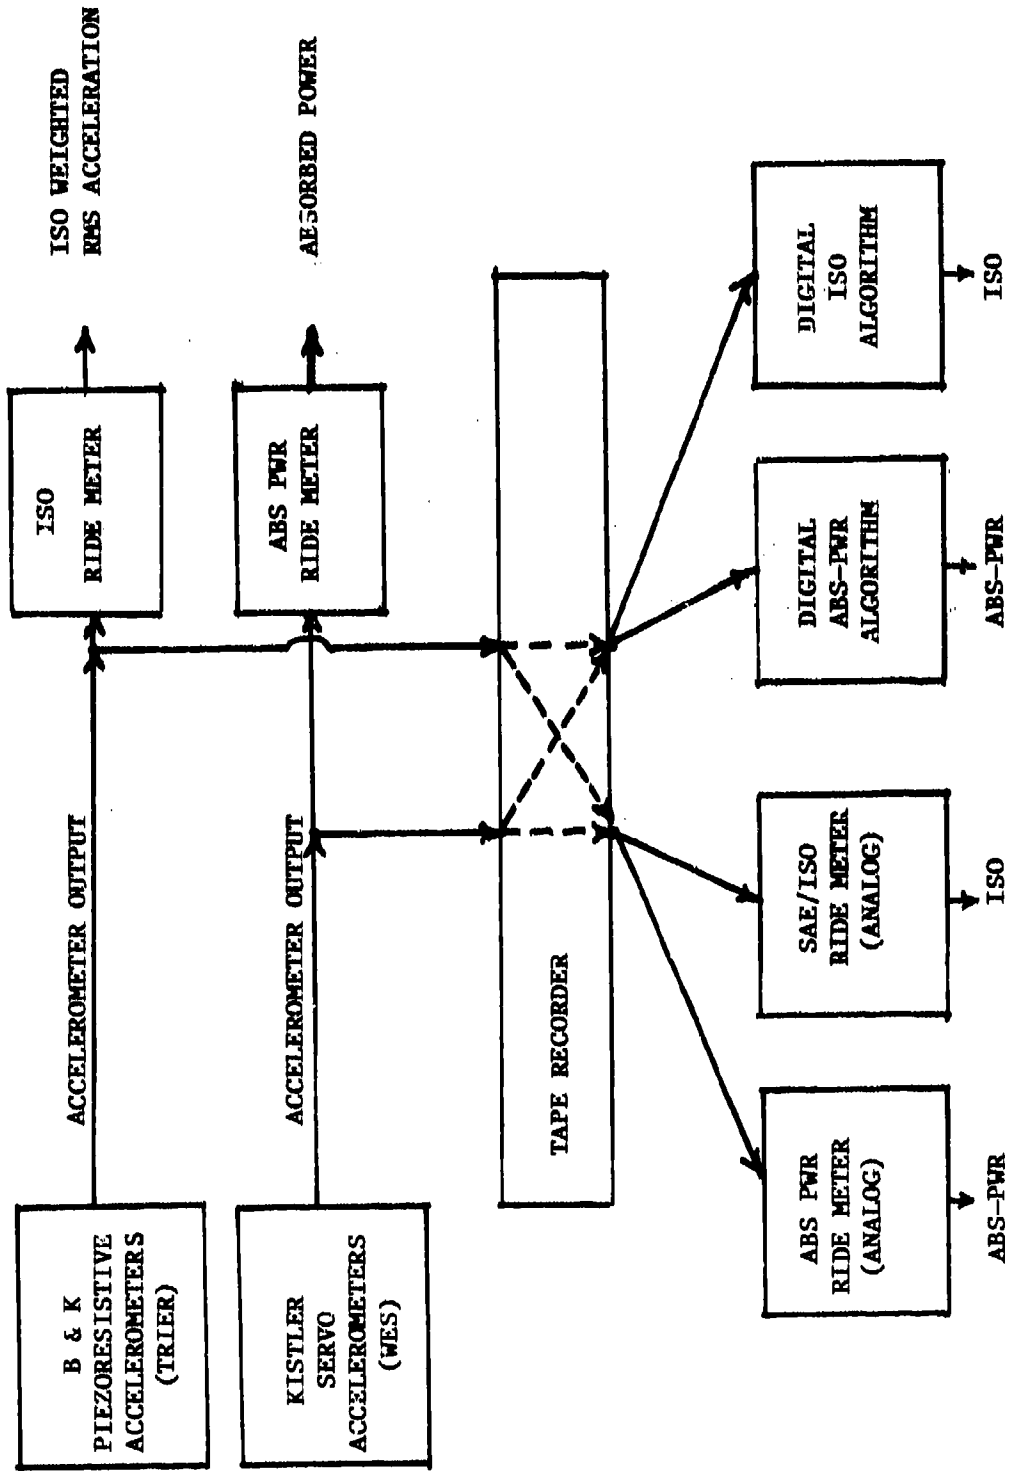 B & K
PIEZORESISTIVE
ACCELEROMETERS
(TRIER)
ACCELEROMETER OUTPUT
ISO
RIDE METER
ISO WEIGHTED
RMS ACCELERATION
KISTLER
SERVO
ACCELEROMETERS
(WES)
ACCELEROMETER OUTPUT
ABS PWR
RIDE METER
ABSORBED POWER
TAPE RECORDER
ABS PWR
RIDE METER
(ANALOG)
SAE/ISO
RIDE METER
(ANALOG)
DIGITAL
ABS-PWR
ALGORITHM
DIGITAL
ISO
ALGORITHM
ABS-PWR
ISO
ABS-PWR
ISO